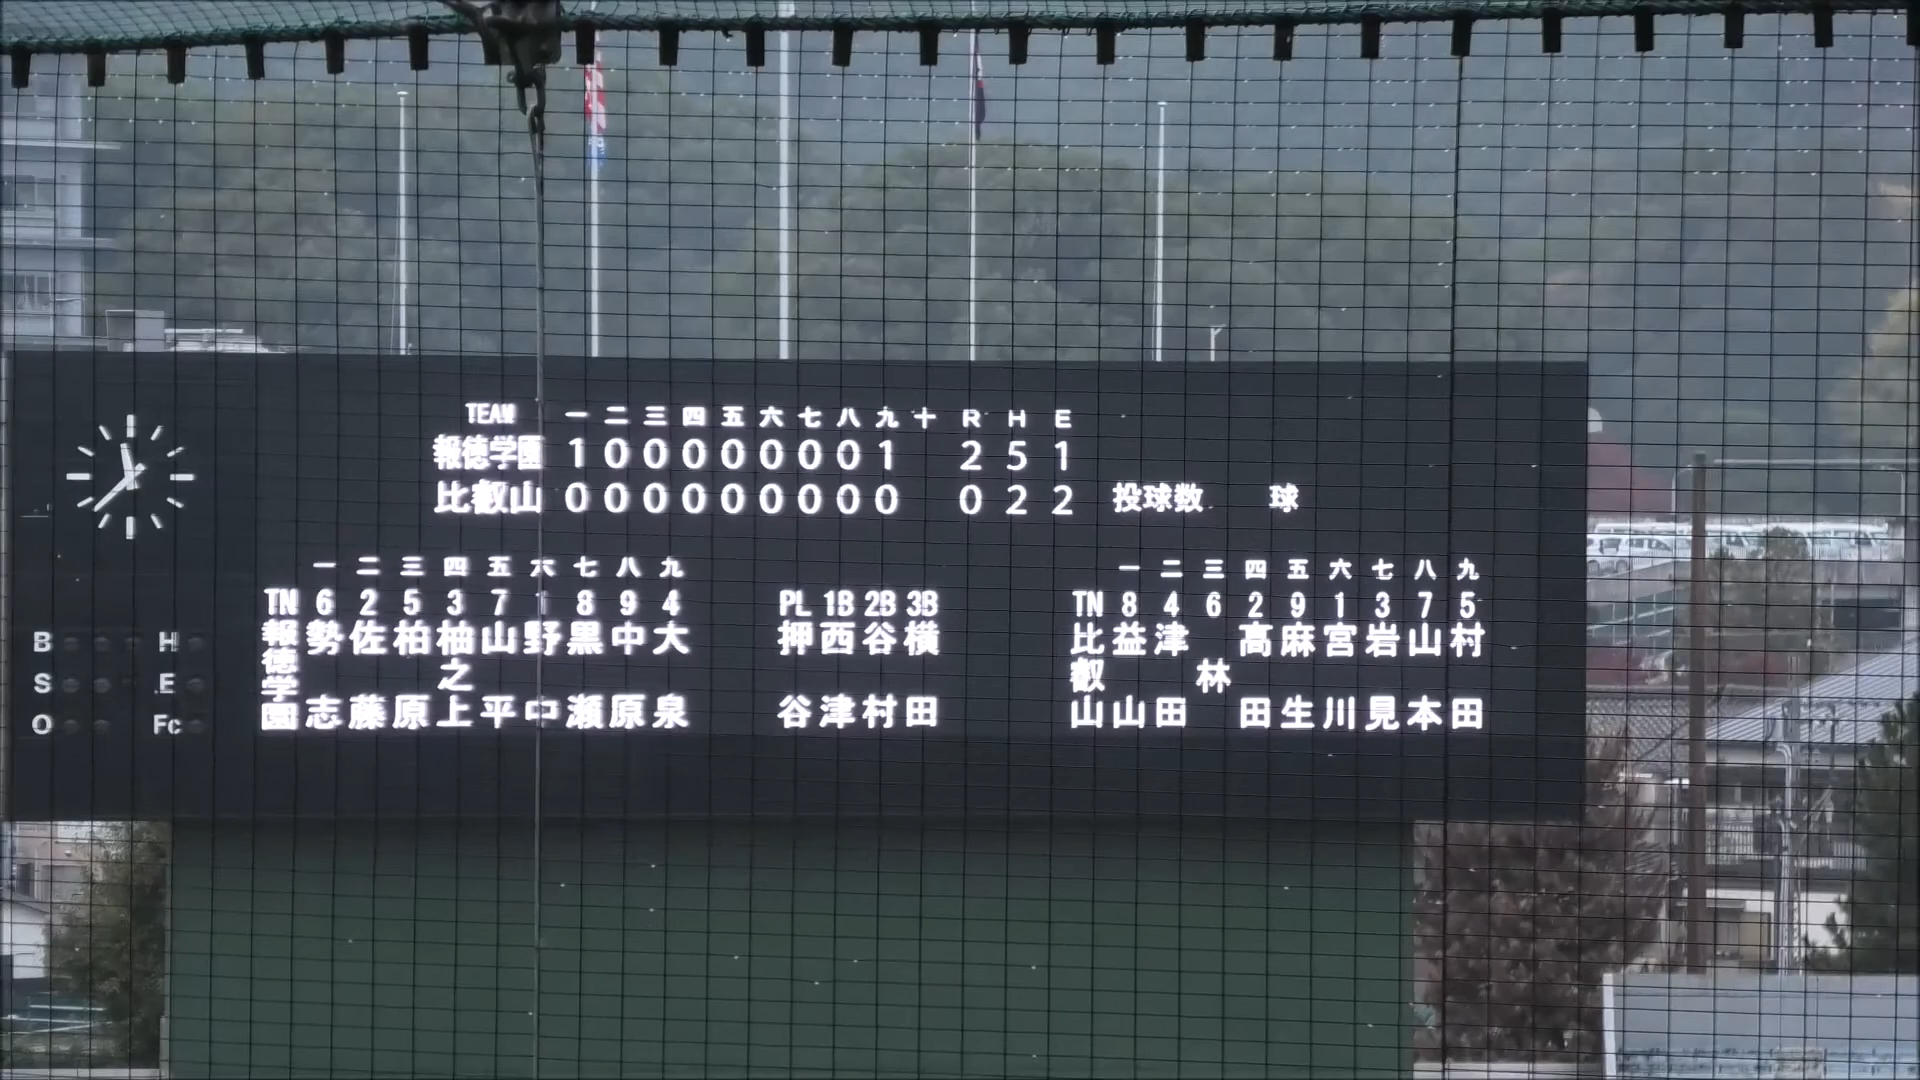 TEAM 一 二 三 四 五 六 七 八 九 十 R H E
報徳学園 1 0 0 0 0 0 0 0 1 2 5 1
比叡山 0 0 0 0 0 0 0 0 0 0 2 2 投球数 球
一 二 三 四 五 六 七 八 九
TN 6 2 5 3 7 1 8 9 4
報徳学園 勢志 佐藤 柏原 柚之上 山平 野中 黒瀬 中原 大泉
PL 1B 2B 3B
押谷 西津 谷村 横田
一 二 三 四 五 六 七 八 九
TN 8 4 6 2 9 1 3 7 5
比叡山 益山 津田 林 高田 麻生 宮川 岩見 山本 村田
B H
S E
O Fc